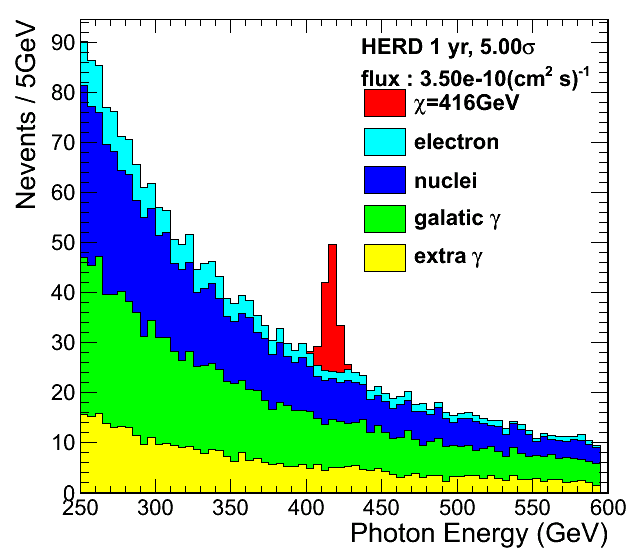 HERD 1 yr, 5.00σ
flux : 3.50e-10(cm² s)⁻¹
χ=416GeV
electron
nuclei
galatic γ
extra γ
Nevents / 5GeV
90
80
70
60
50
40
30
20
10
0
250 300 350 400 450 500 550 600
Photon Energy (GeV)